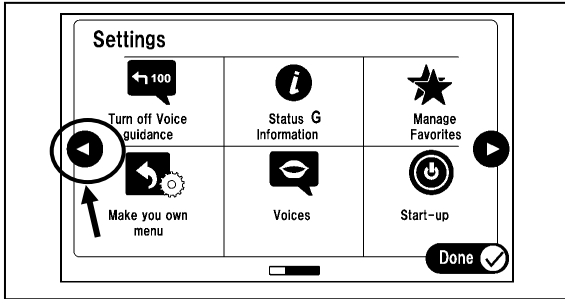 Settings
100
Turn off Voice
guidance
Status G
Information
Manage
Favorites
Make you own
menu
Voices
Start-up
Done